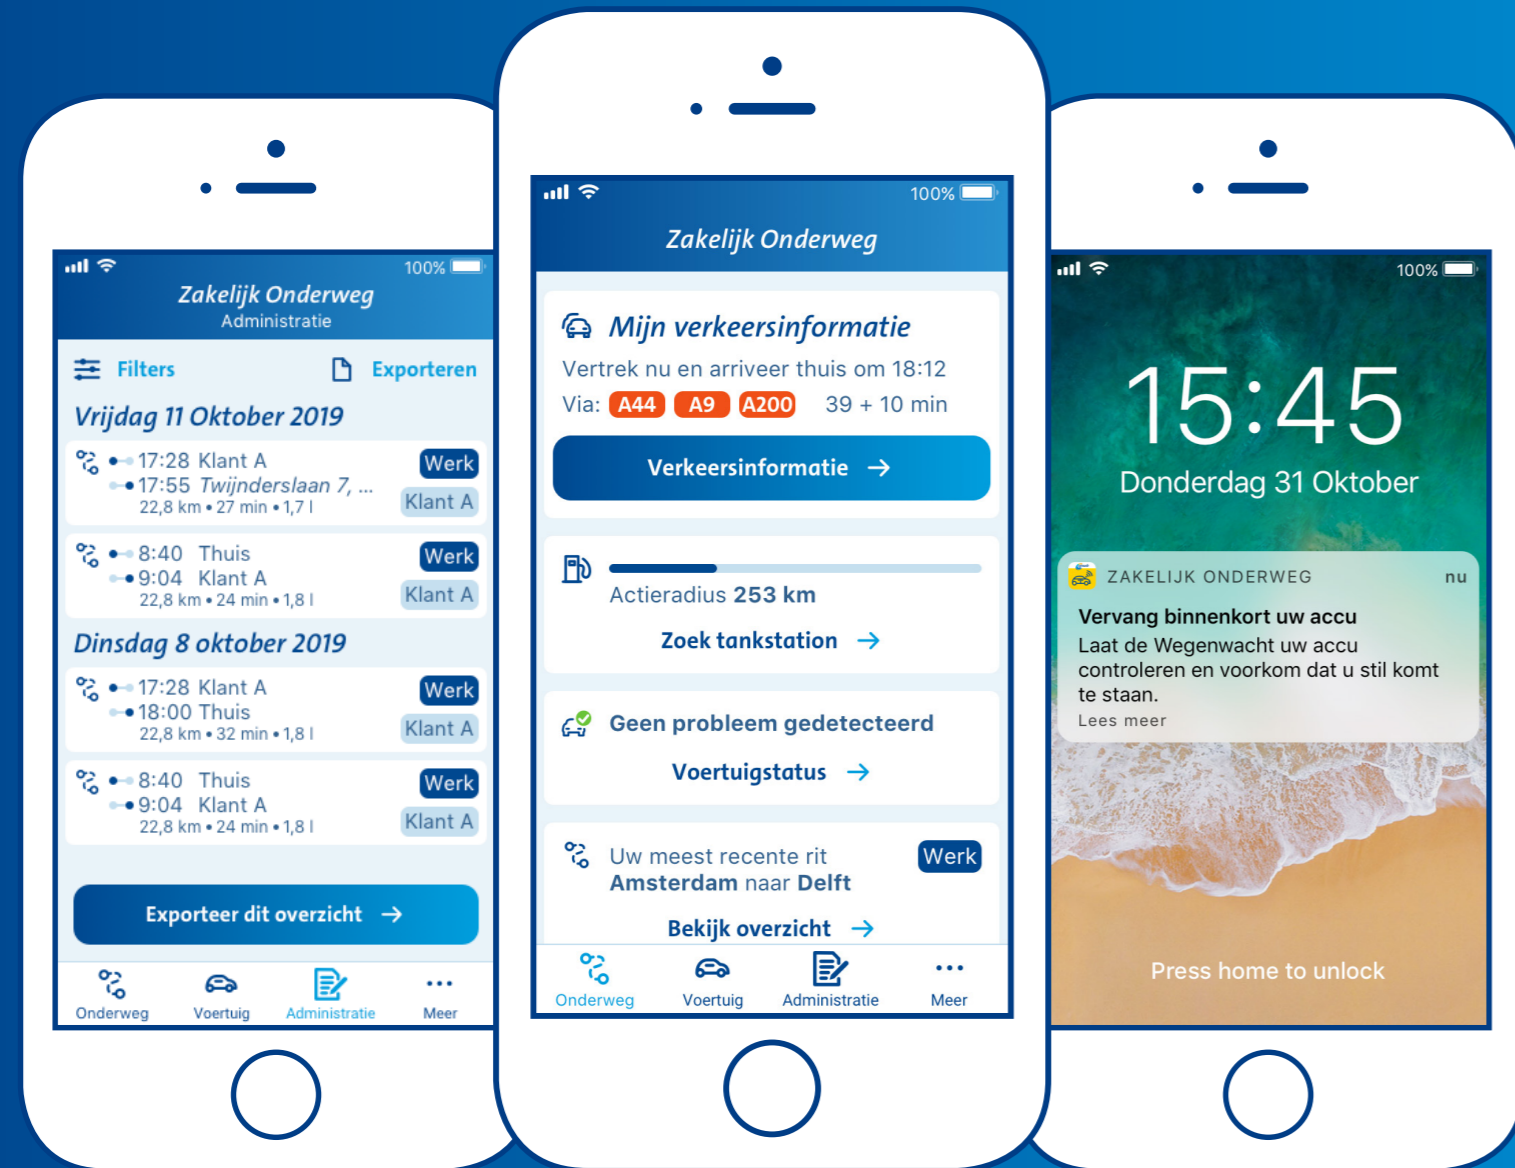 100%
Zakelijk Onderweg
Administratie
Filters
Exporteren
Vrijdag 11 Oktober 2019
17:28 Klant A
Werk
17:55 Twijnderslaan 7, ...
Klant A
22,8 km • 27 min • 1,7 l
8:40 Thuis
Werk
9:04 Klant A
Klant A
22,8 km • 24 min • 1,8 l
Dinsdag 8 oktober 2019
17:28 Klant A
Werk
18:00 Thuis
Klant A
22,8 km • 32 min • 1,8 l
8:40 Thuis
Werk
9:04 Klant A
Klant A
22,8 km • 24 min • 1,8 l
Exporteer dit overzicht →
Onderweg Voertuig Administratie Meer
100%
Zakelijk Onderweg
Mijn verkeersinformatie
Vertrek nu en arriveer thuis om 18:12
Via: A44 A9 A200 39 + 10 min
Verkeersinformatie →
Actieradius 253 km
Zoek tankstation →
Geen probleem gedetecteerd
Voertuigstatus →
Uw meest recente rit
Werk
Amsterdam naar Delft
Bekijk overzicht →
Onderweg Voertuig Administratie Meer
100%
15:45
Donderdag 31 Oktober
ZAKELIJK ONDERWEG nu
Vervang binnenkort uw accu
Laat de Wegenwacht uw accu
controleren en voorkom dat u stil komt
te staan.
Lees meer
Press home to unlock